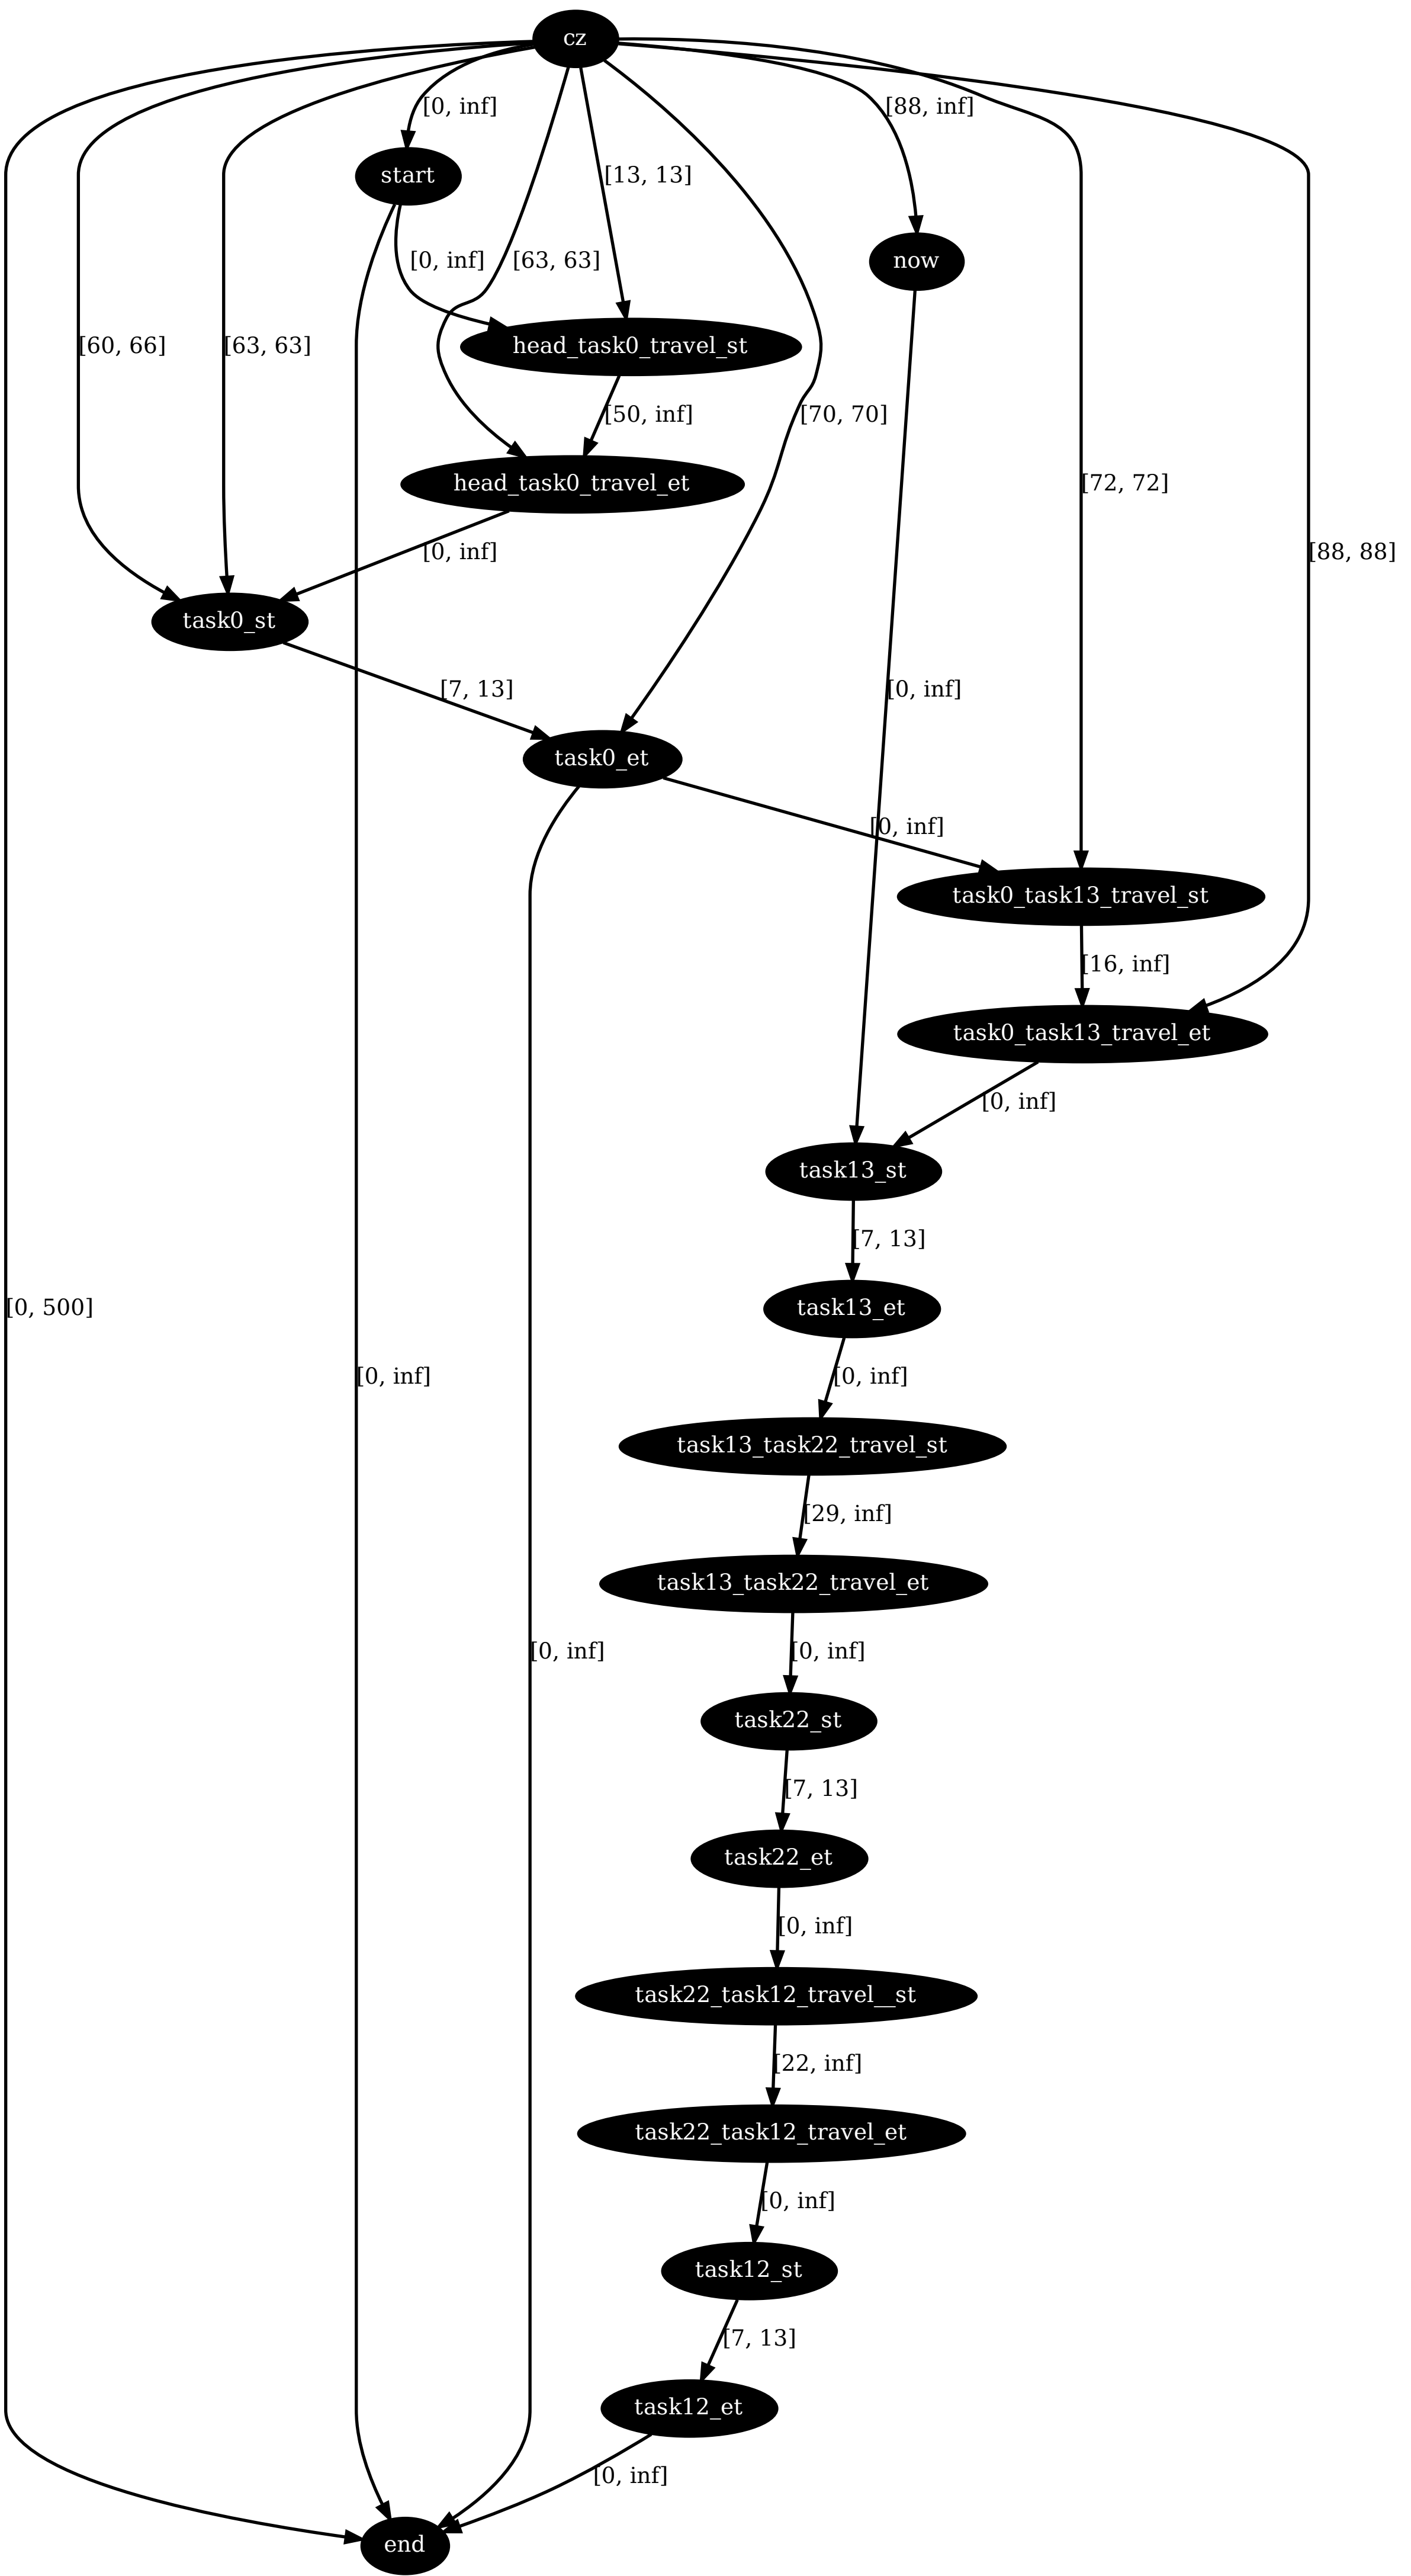 cz
[0, inf]
[88, inf]
start
[13, 13]
now
[0, inf]
[63, 63]
[60, 66]
[63, 63]
head_task0_travel_st
[50, inf]
[70, 70]
head_task0_travel_et
[72, 72]
[0, inf]
[88, 88]
task0_st
[7, 13]
[0, inf]
task0_et
[0, inf]
task0_task13_travel_st
[16, inf]
task0_task13_travel_et
[0, inf]
task13_st
[7, 13]
[0, 500]
task13_et
[0, inf]
[0, inf]
task13_task22_travel_st
[29, inf]
task13_task22_travel_et
[0, inf]
[0, inf]
task22_st
[7, 13]
task22_et
[0, inf]
task22_task12_travel__st
[22, inf]
task22_task12_travel_et
[0, inf]
task12_st
[7, 13]
task12_et
[0, inf]
end